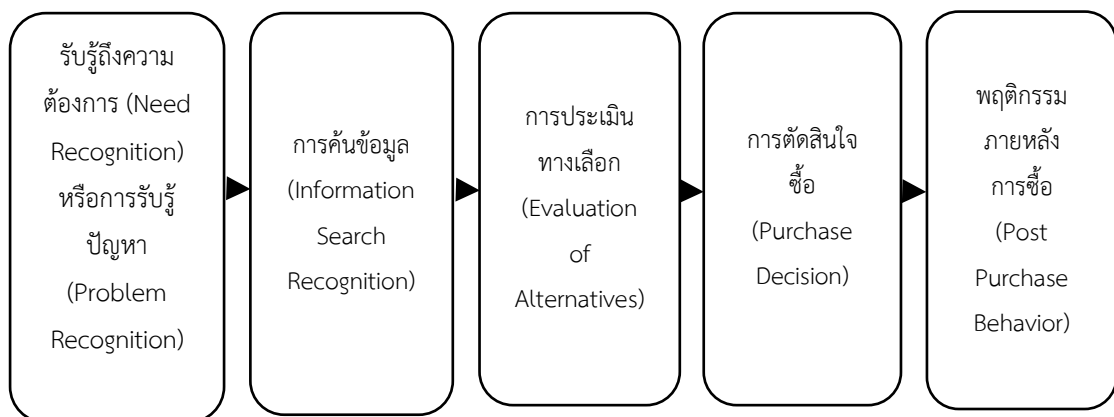 รับรู้ถึงความ
ต้องการ (Need
Recognition)
หรือการรับรู้
ปัญหา
(Problem
Recognition)
การค้นข้อมูล
(Information
Search
Recognition)
การประเมิน
ทางเลือก
(Evaluation
of
Alternatives)
การตัดสินใจ
ซื้อ
(Purchase
Decision)
พฤติกรรม
ภายหลัง
การซื้อ
(Post
Purchase
Behavior)